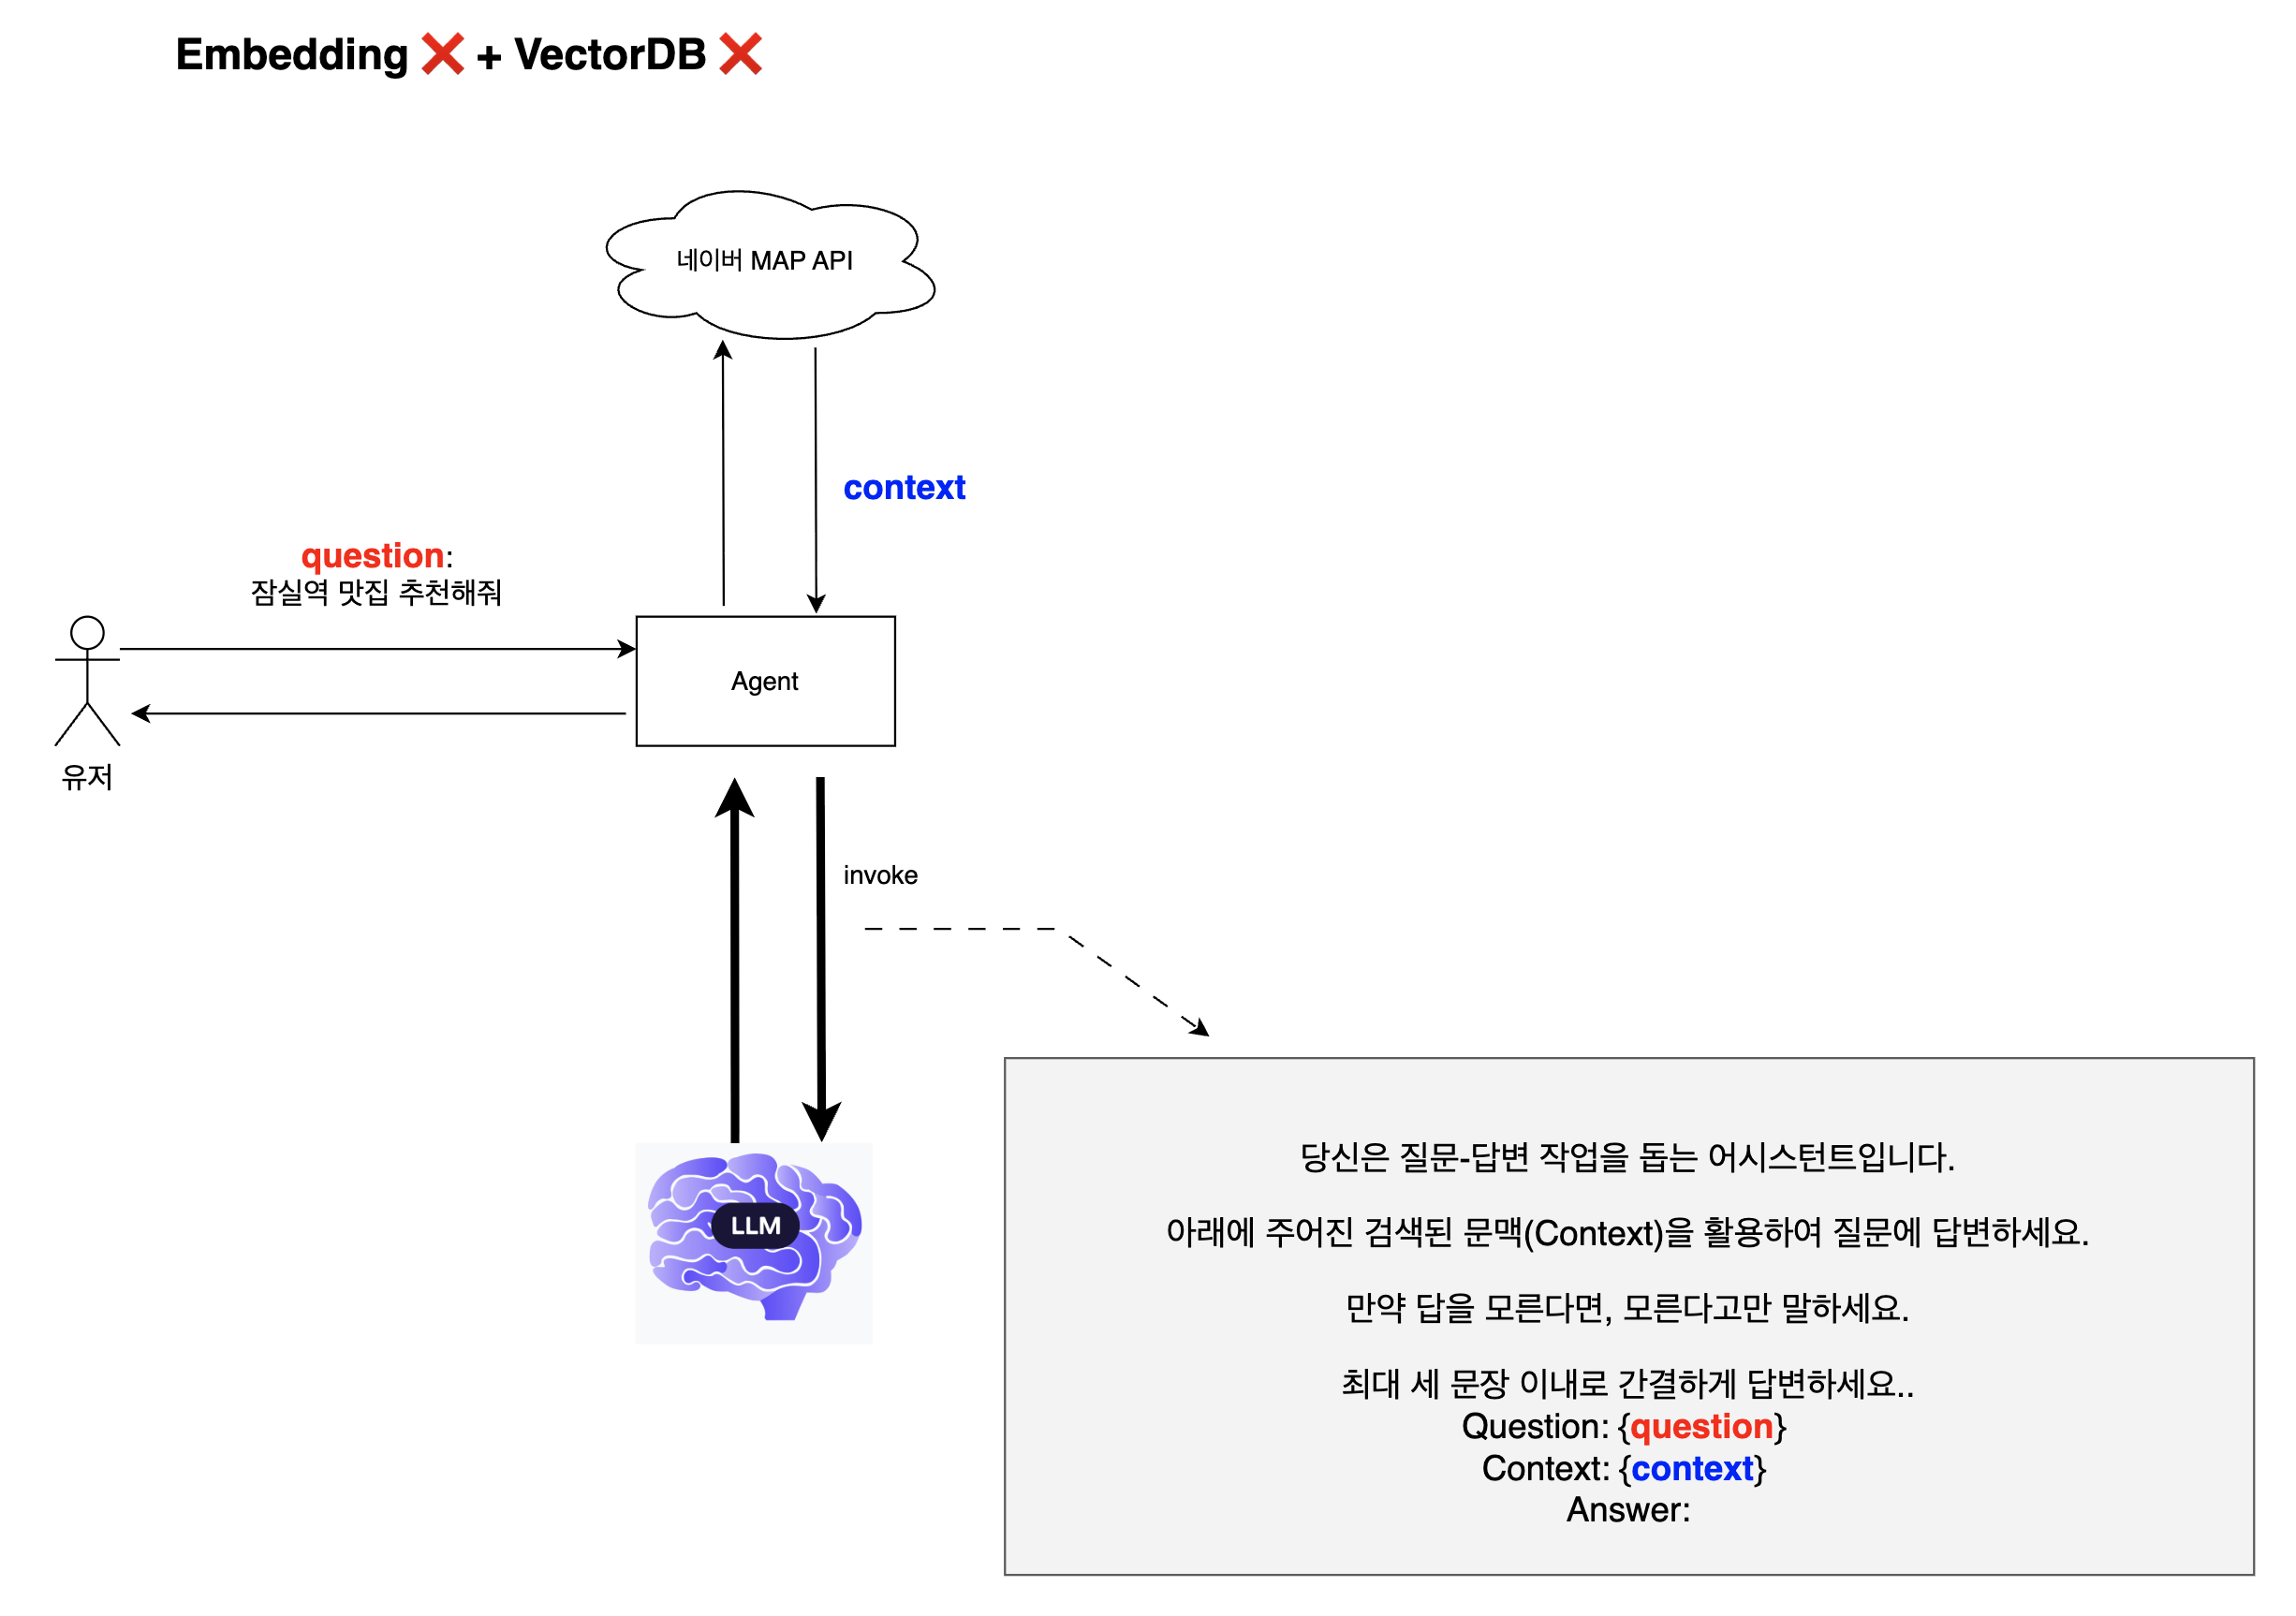 Embedding ❌ + VectorDB ❌
네이버 MAP API
context
question:
잠실역 맛집 추천해줘
Agent
유저
invoke
LLM
당신은 질문-답변 작업을 돕는 어시스턴트입니다.
아래에 주어진 검색된 문맥(Context)을 활용하여 질문에 답변하세요.
만약 답을 모른다면, 모른다고만 말하세요.
최대 세 문장 이내로 간결하게 답변하세요..
Question: {question}
Context: {context}
Answer: